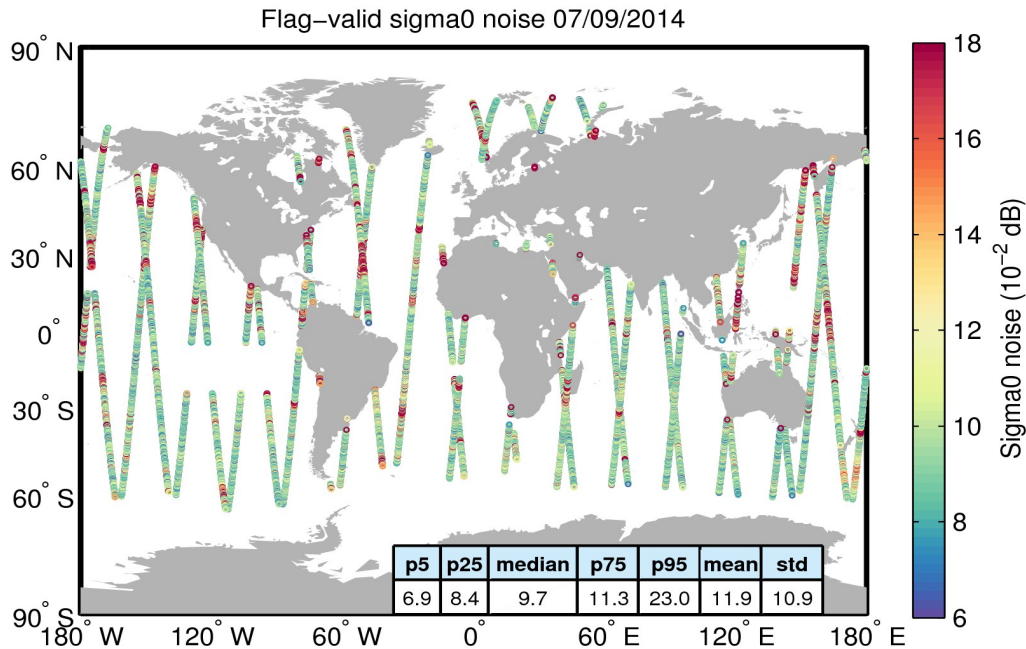 Flag−valid sigma0 noise 07/09/2014
90° N
60° N
30° N
0°
30° S
60° S
90° S
180° W
120° W
60° W
0°
60° E
120° E
180° E
p5 p25 median p75 p95 mean std
6.9 8.4 9.7 11.3 23.0 11.9 10.9
18
16
14
12
10
8
6
Sigma0 noise (10⁻² dB)